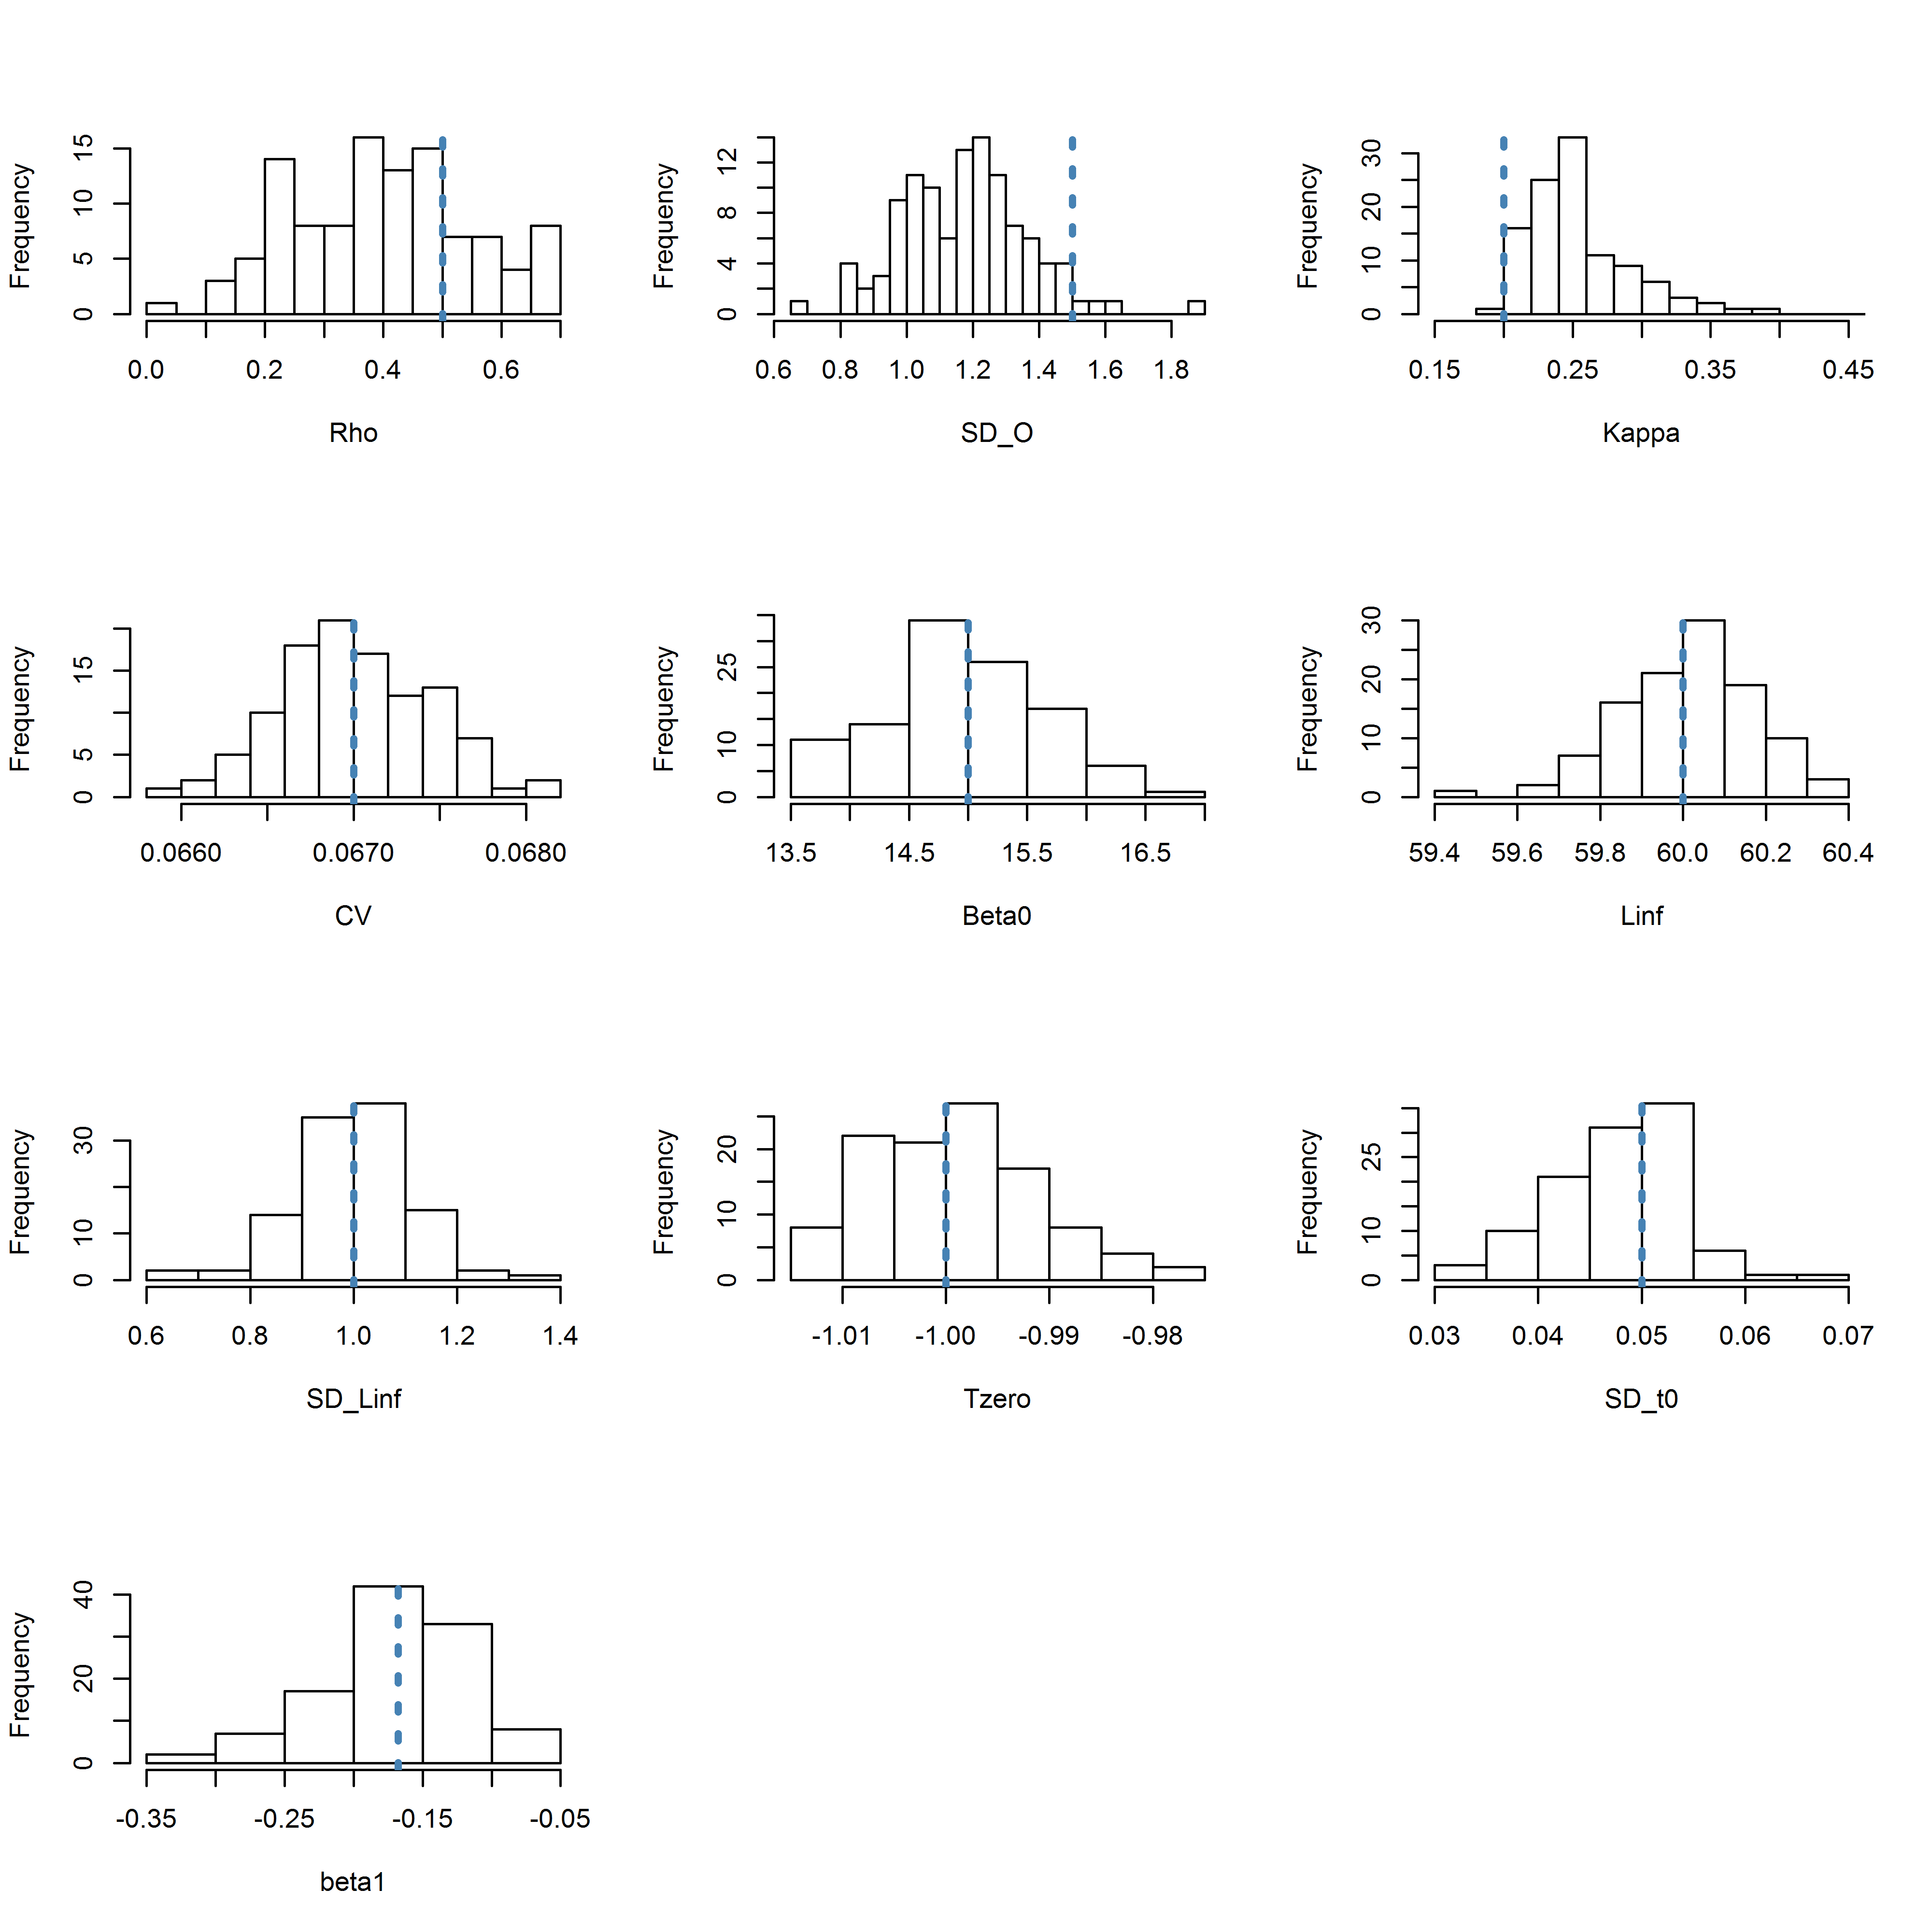 Frequency
15
10
5
0
0.0 0.2 0.4 0.6
Rho
Frequency
12
8
4
0
0.6 0.8 1.0 1.2 1.4 1.6 1.8
SD_O
Frequency
30
20
10
0
0.15 0.25 0.35 0.45
Kappa
Frequency
15
5
0
0.0660 0.0670 0.0680
CV
Frequency
25
10
0
13.5 14.5 15.5 16.5
Beta0
Frequency
30
20
10
0
59.4 59.6 59.8 60.0 60.2 60.4
Linf
Frequency
30
10
0
0.6 0.8 1.0 1.2 1.4
SD_Linf
Frequency
20
10
0
-1.01 -1.00 -0.99 -0.98
Tzero
Frequency
25
10
0
0.03 0.04 0.05 0.06 0.07
SD_t0
Frequency
40
20
0
-0.35 -0.25 -0.15 -0.05
beta1